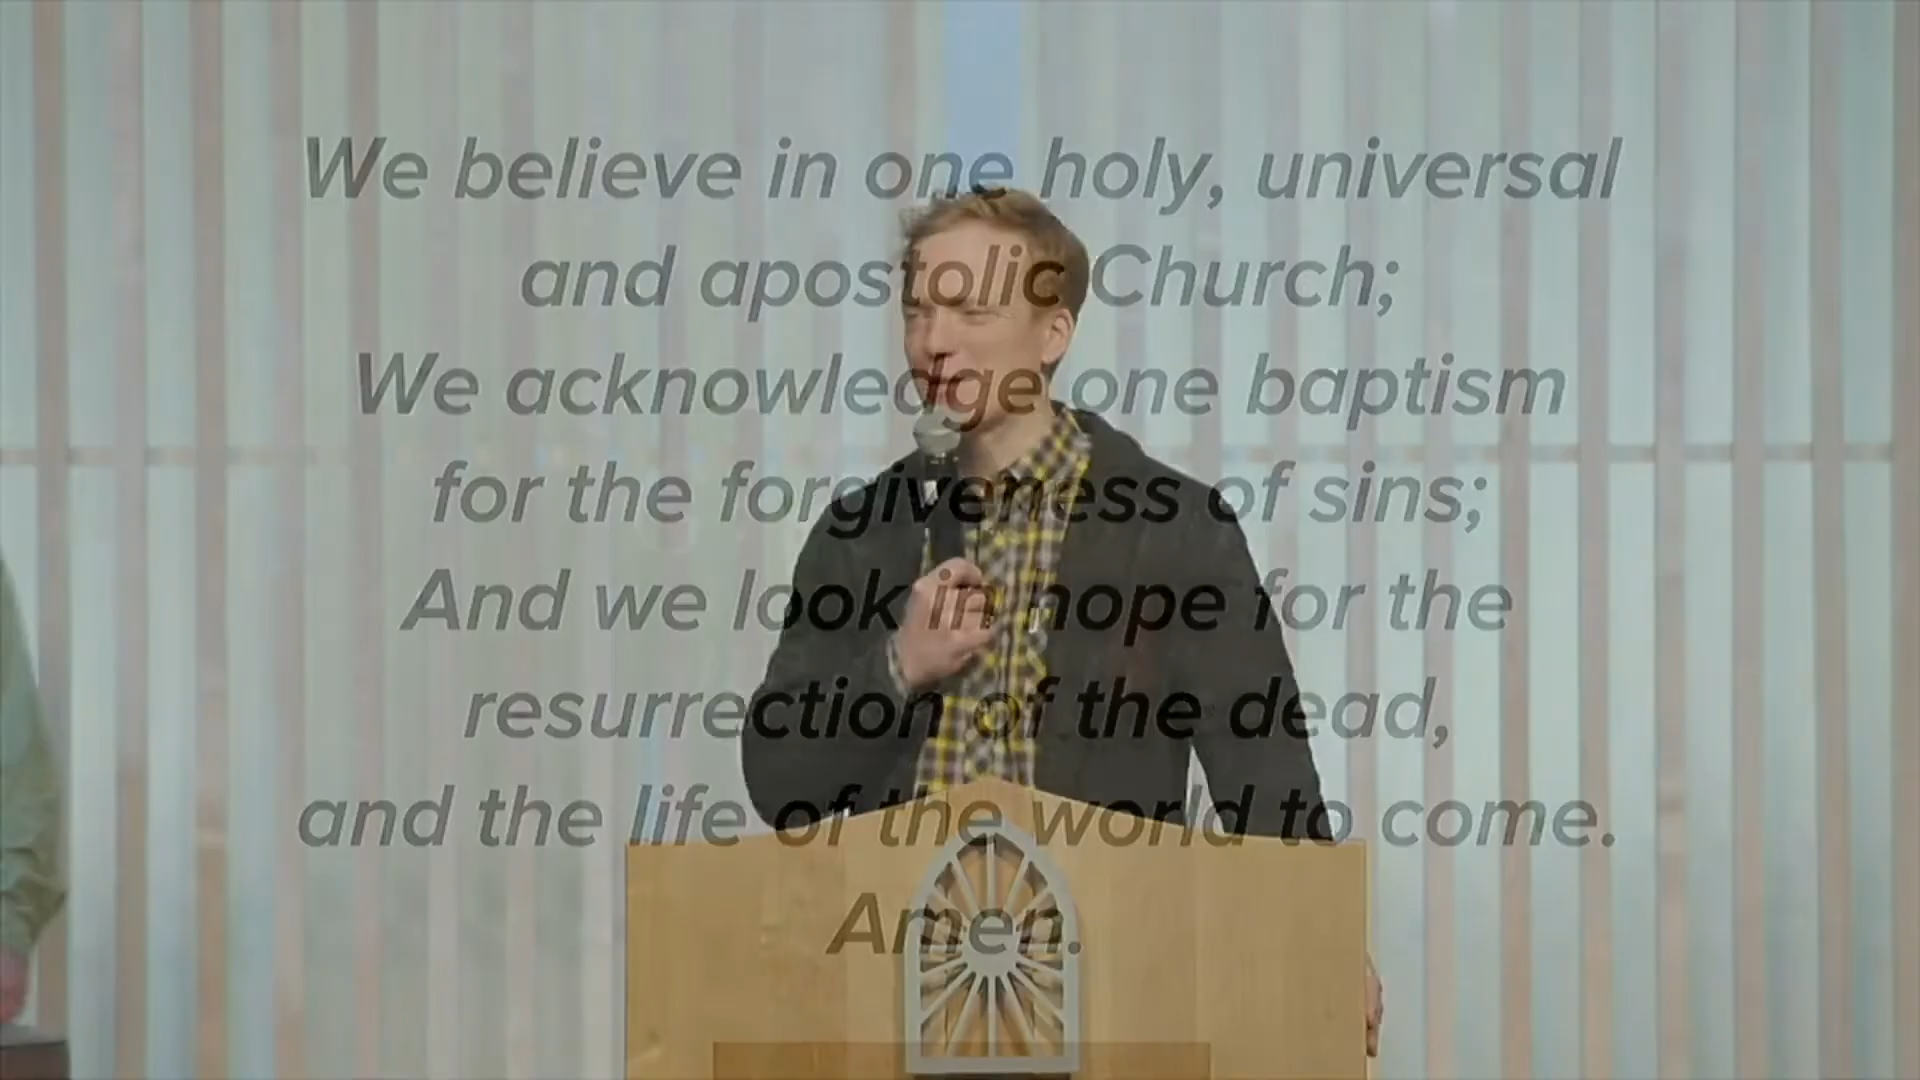 We believe in one holy, universal
and apostolic Church;
We acknowledge one baptism
for the forgiveness of sins;
And we look in hope for the
resurrection of the dead,
and the life of the world to come.
Amen.